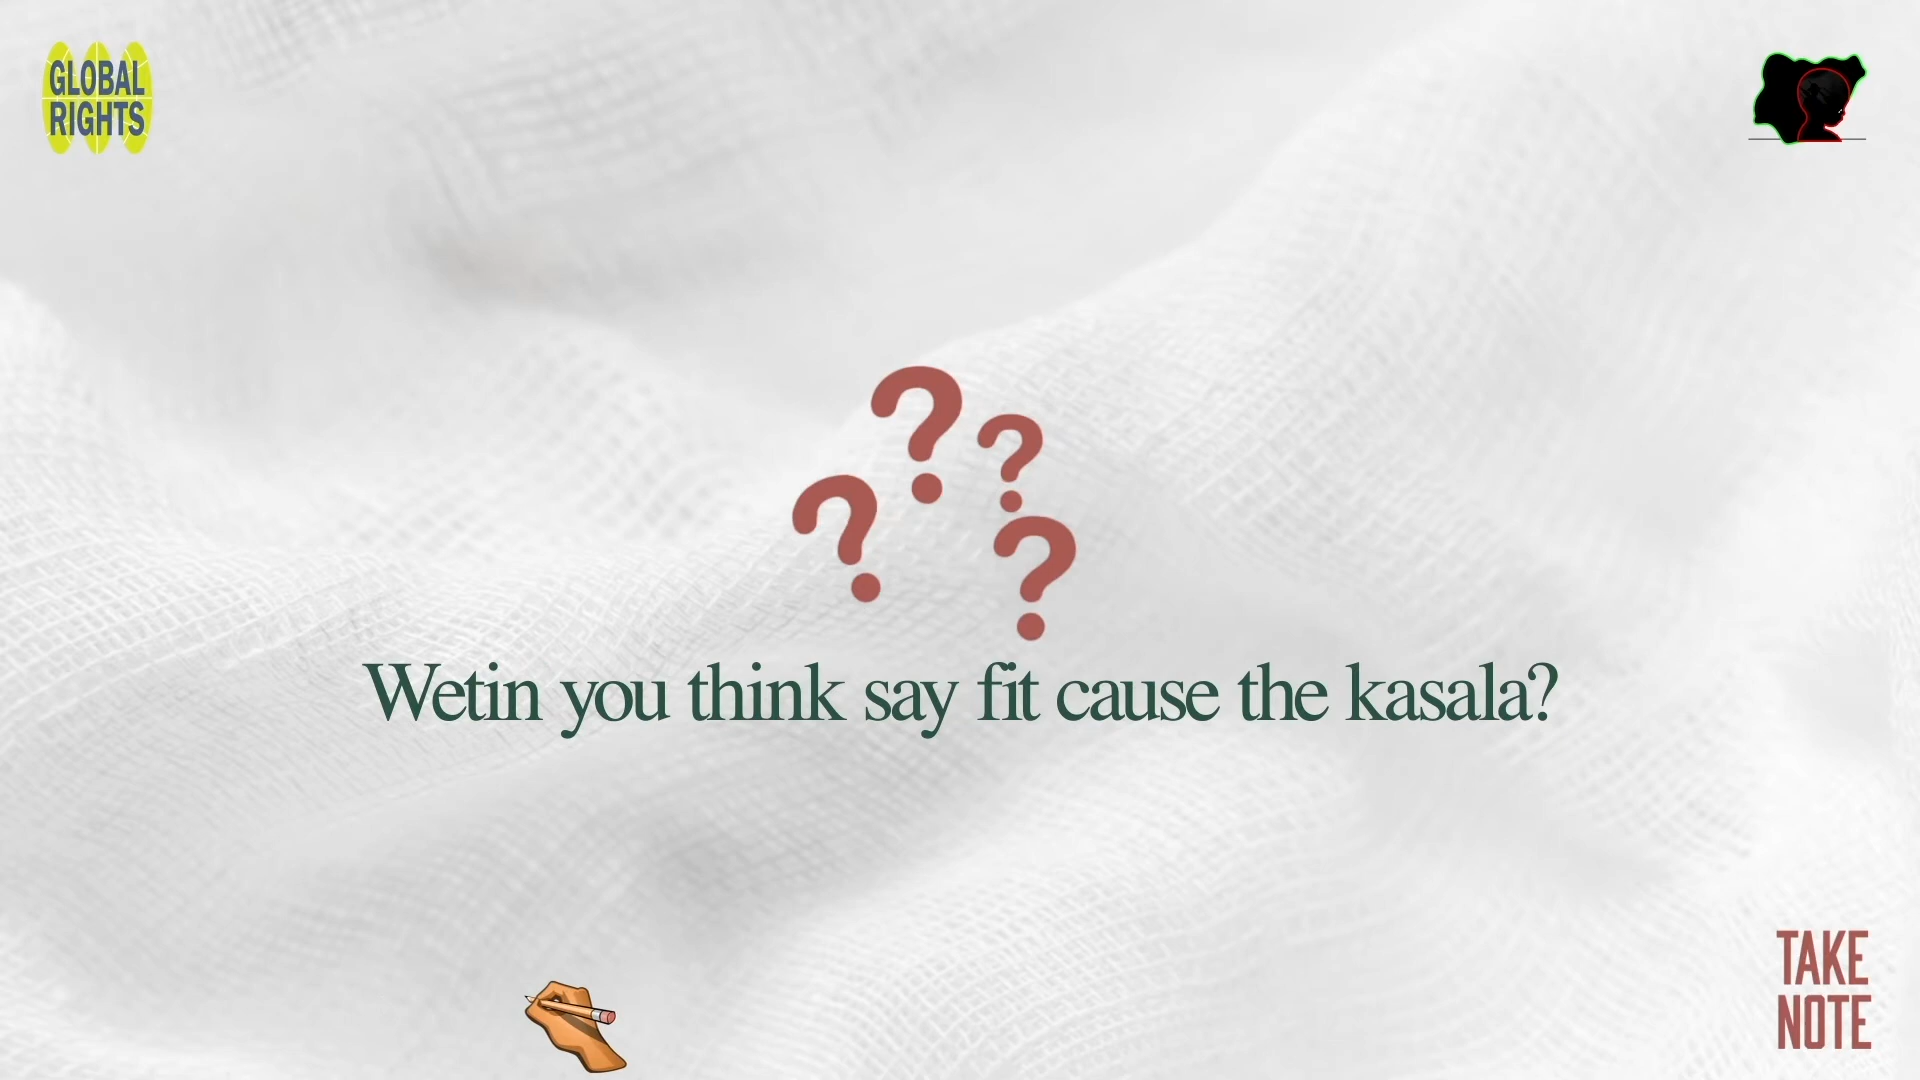 GLOBAL
RIGHTS
Wetin you think say fit cause the kasala?
TAKE
NOTE